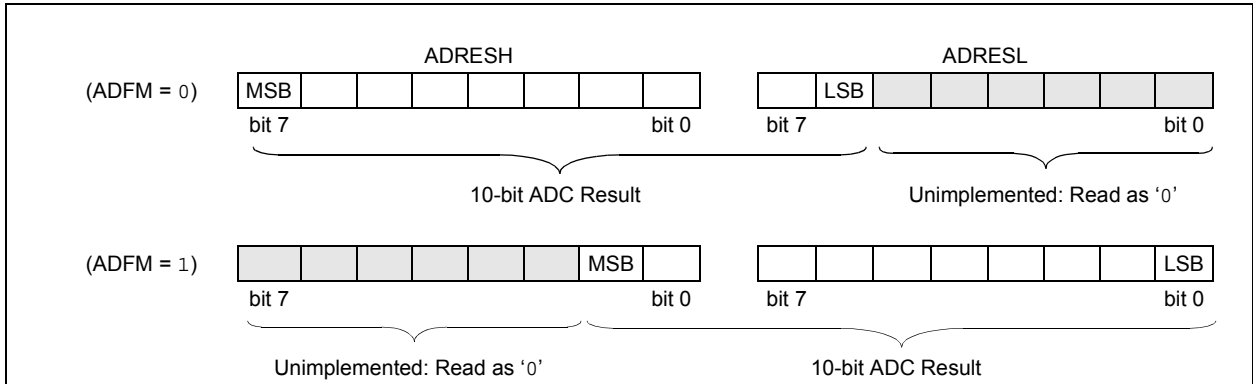 ADRESH ADRESL
(ADFM = 0) MSB LSB
bit 7 bit 0 bit 7 bit 0
10-bit ADC Result Unimplemented: Read as ‘0’
(ADFM = 1) MSB LSB
bit 7 bit 0 bit 7 bit 0
Unimplemented: Read as ‘0’ 10-bit ADC Result